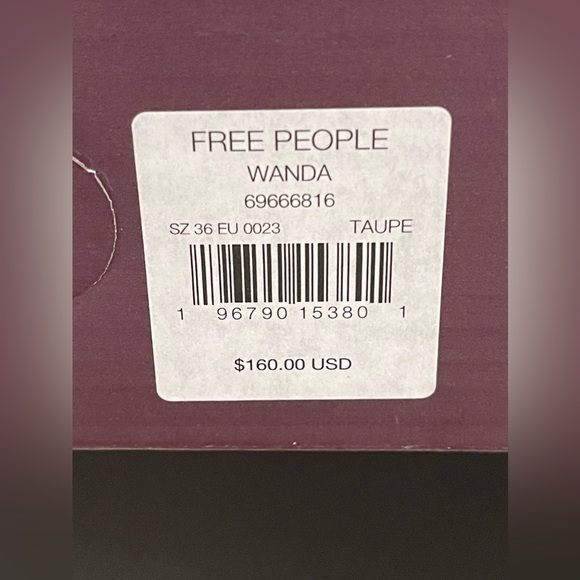 FREE PEOPLE
WANDA
69666816
SZ 36 EU 0023 TAUPE
1 96790 15380 1
$160.00 USD